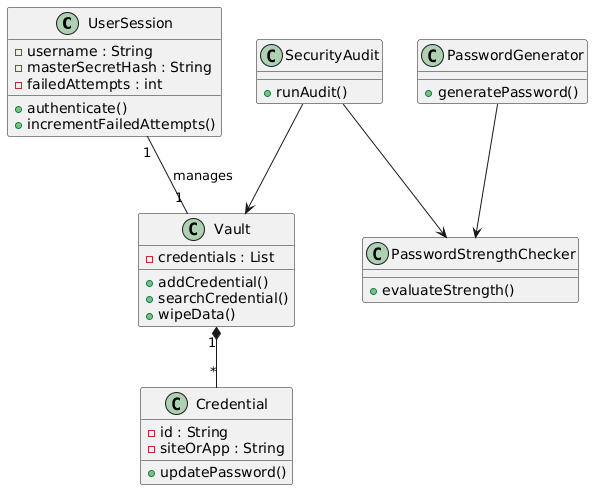 C UserSession
username : String
masterSecretHash : String
failedAttempts : int
authenticate()
incrementFailedAttempts()
C SecurityAudit
runAudit()
C PasswordGenerator
generatePassword()
1
manages
1
C Vault
credentials : List
addCredential()
searchCredential()
wipeData()
C PasswordStrengthChecker
evaluateStrength()
1
*
C Credential
id : String
siteOrApp : String
updatePassword()